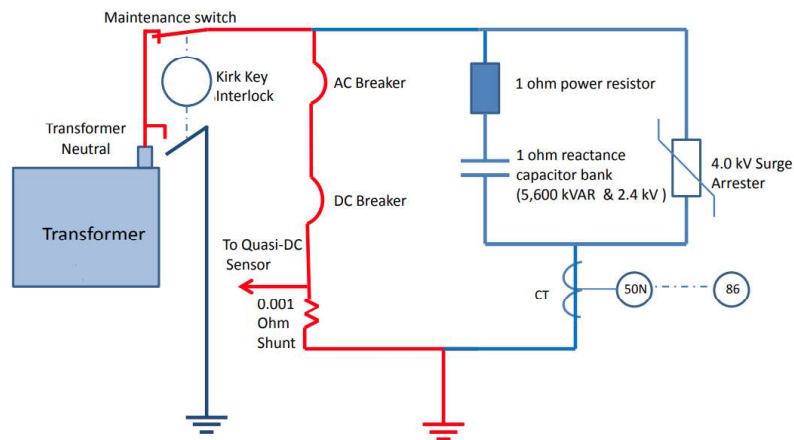 Maintenance switch
Kirk Key
Interlock
AC Breaker
1 ohm power resistor
Transformer
Neutral
1 ohm reactance
capacitor bank
(5,600 kVAR & 2.4 kV )
4.0 kV Surge
Arrester
DC Breaker
Transformer
To Quasi-DC
Sensor
0.001
Ohm
Shunt
CT
50N
86